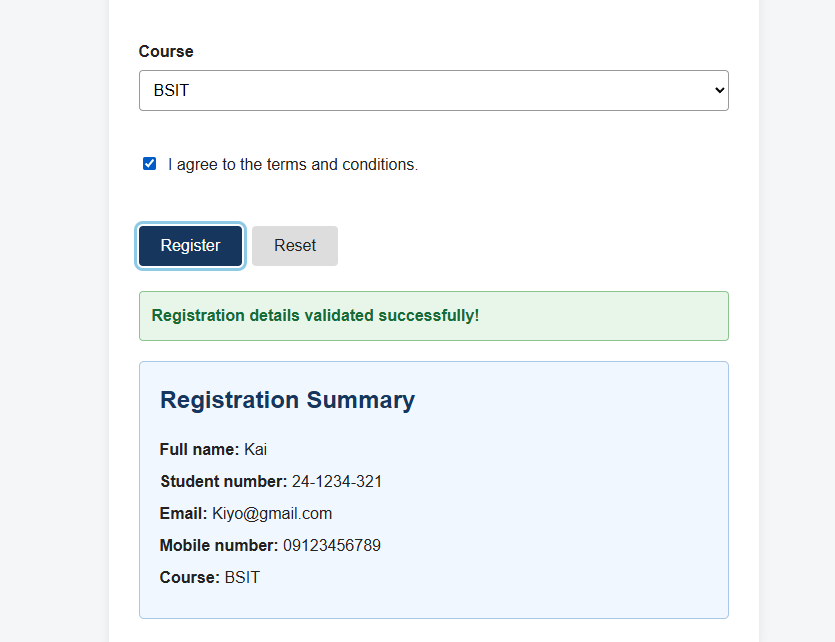 Course
BSIT
I agree to the terms and conditions.
Register Reset
Registration details validated successfully!
Registration Summary
Full name: Kai
Student number: 24-1234-321
Email: Kiyo@gmail.com
Mobile number: 09123456789
Course: BSIT